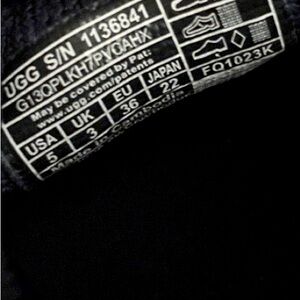 UGG S/N 1136841
G13QPLKH7PYOAHX
May be covered by Pat:
www.ugg.com/patents
USA UK EU JAPAN
5 3 36 22
Made in Cambodia
FQ1023K